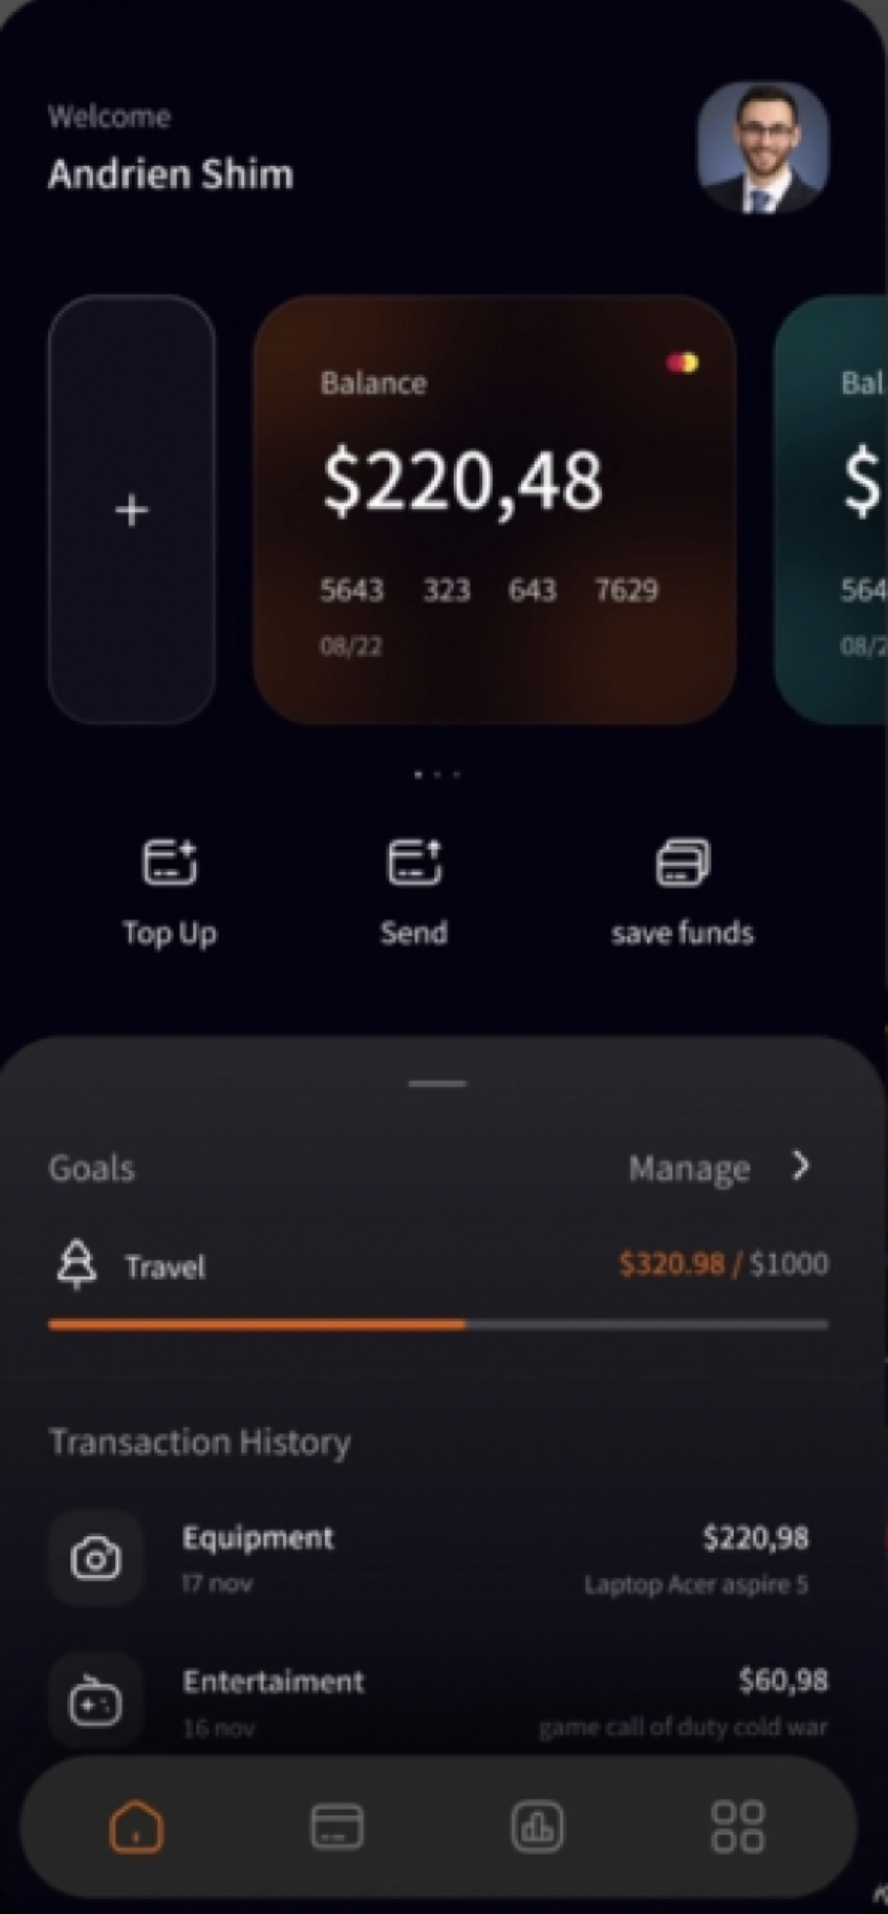 Welcome
Andrien Shim
Balance
$220,48
5643 323 643 7629
08/22
Bal
$
564
08/2
Top Up
Send
save funds
Goals
Manage
Travel
$320.98 / $1000
Transaction History
Equipment
$220,98
17 nov
Laptop Acer aspire 5
Entertaiment
$60,98
16 nov
game call of duty cold war